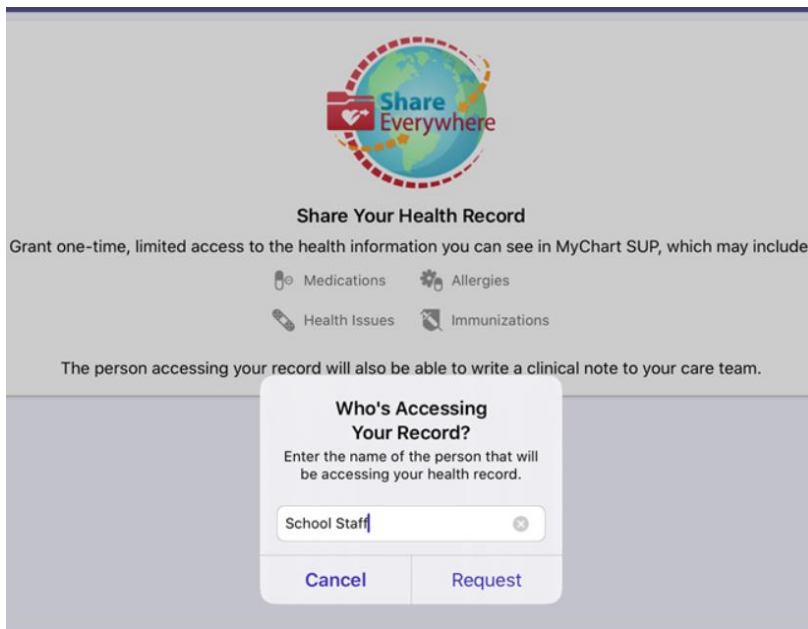 Share
Everywhere
Share Your Health Record
Grant one-time, limited access to the health information you can see in MyChart SUP, which may include
Medications Allergies
Health Issues Immunizations
The person accessing your record will also be able to write a clinical note to your care team.
Who's Accessing
Your Record?
Enter the name of the person that will
be accessing your health record.
School Staff
Cancel Request